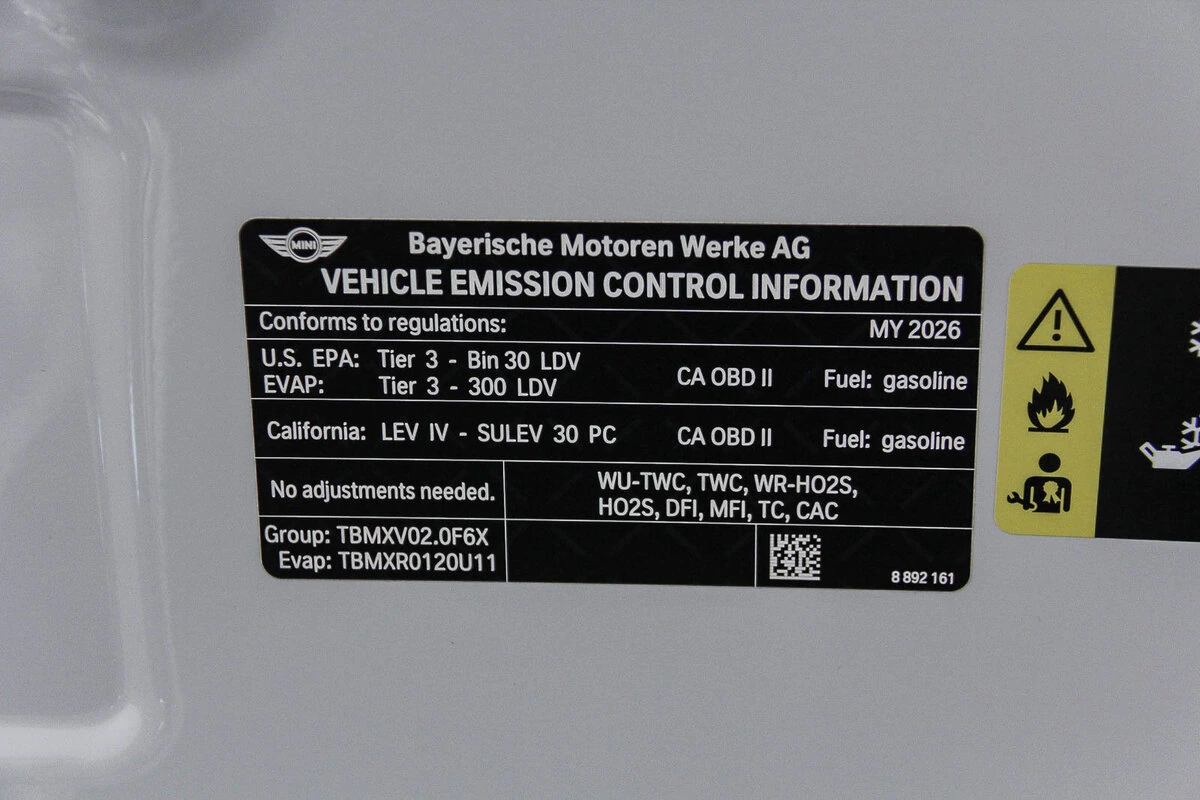 MINI
Bayerische Motoren Werke AG
VEHICLE EMISSION CONTROL INFORMATION
Conforms to regulations: MY 2026
U.S. EPA: Tier 3 - Bin 30 LDV
EVAP: Tier 3 - 300 LDV CA OBD II Fuel: gasoline
California: LEV IV - SULEV 30 PC CA OBD II Fuel: gasoline
No adjustments needed.
WU-TWC, TWC, WR-HO2S,
HO2S, DFI, MFI, TC, CAC
Group: TBMXV02.0F6X
Evap: TBMXR0120U11
8 892 161